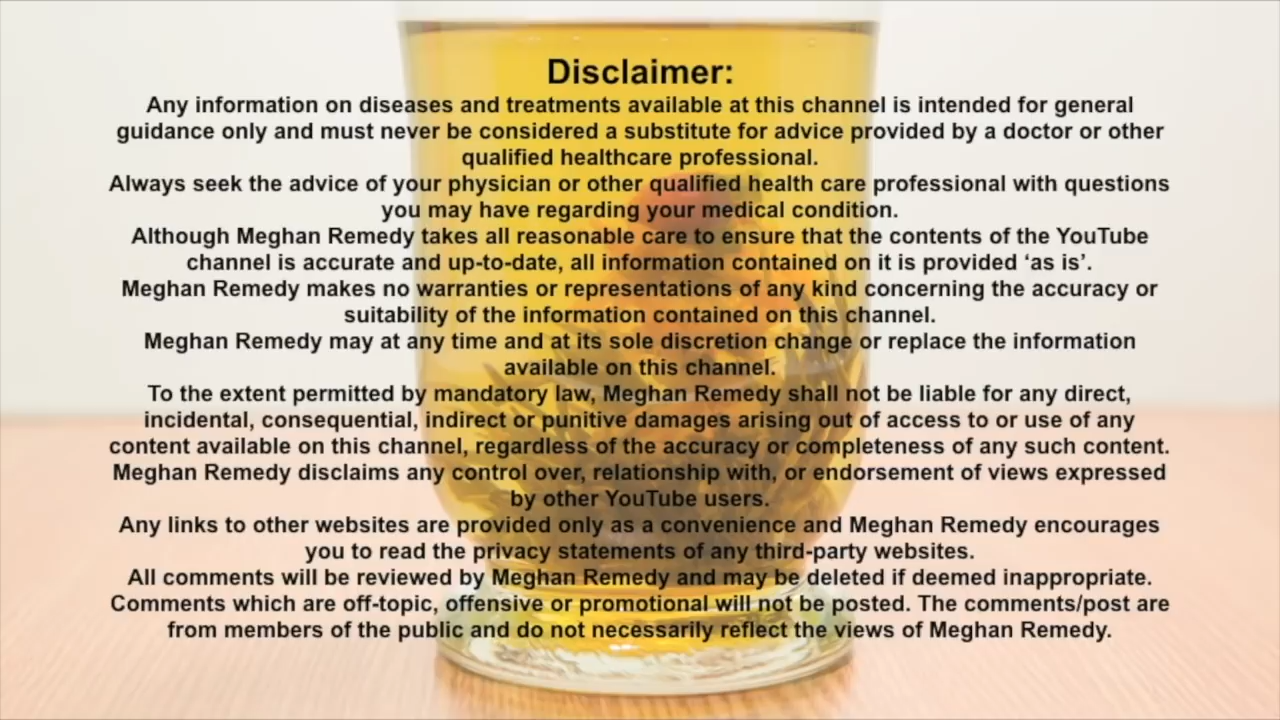 Disclaimer:
Any information on diseases and treatments available at this channel is intended for general
guidance only and must never be considered a substitute for advice provided by a doctor or other
qualified healthcare professional.
Always seek the advice of your physician or other qualified health care professional with questions
you may have regarding your medical condition.
Although Meghan Remedy takes all reasonable care to ensure that the contents of the YouTube
channel is accurate and up-to-date, all information contained on it is provided ‘as is’.
Meghan Remedy makes no warranties or representations of any kind concerning the accuracy or
suitability of the information contained on this channel.
Meghan Remedy may at any time and at its sole discretion change or replace the information
available on this channel.
To the extent permitted by mandatory law, Meghan Remedy shall not be liable for any direct,
incidental, consequential, indirect or punitive damages arising out of access to or use of any
content available on this channel, regardless of the accuracy or completeness of any such content.
Meghan Remedy disclaims any control over, relationship with, or endorsement of views expressed
by other YouTube users.
Any links to other websites are provided only as a convenience and Meghan Remedy encourages
you to read the privacy statements of any third-party websites.
All comments will be reviewed by Meghan Remedy and may be deleted if deemed inappropriate.
Comments which are off-topic, offensive or promotional will not be posted. The comments/post are
from members of the public and do not necessarily reflect the views of Meghan Remedy.